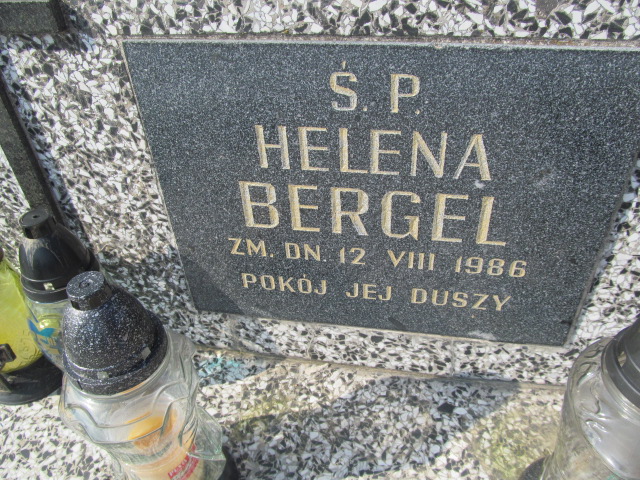 Ś. P.
HELENA
BERGEL
ZM. DN. 12 VIII 1986
POKÓJ JEJ DUSZY